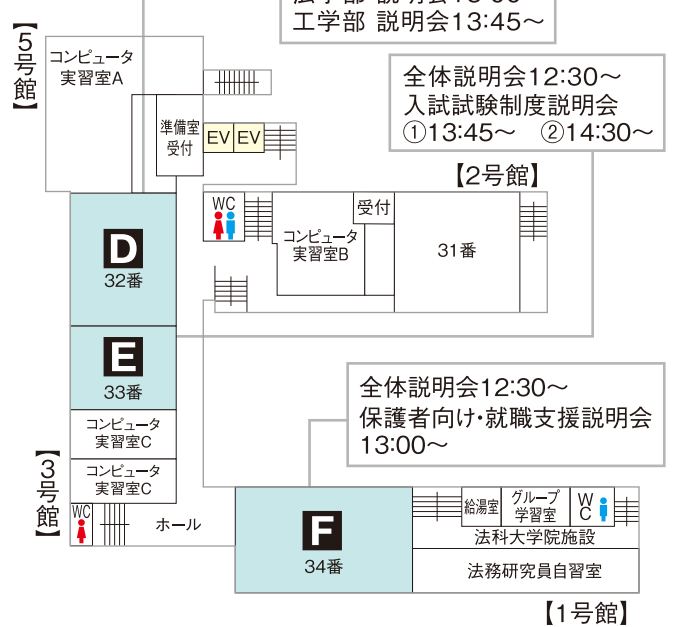 工学部 説明会13:45～
【5号館】
コンピュータ
実習室A
全体説明会12:30～
入試試験制度説明会
①13:45～ ②14:30～
準備室
受付
EV EV
【2号館】
WC
受付
コンピュータ
実習室B
31番
D
32番
E
33番
全体説明会12:30～
保護者向け・就職支援説明会
13:00～
コンピュータ
実習室C
コンピュータ
実習室C
【3号館】
WC
ホール
F
34番
給湯室
グループ
学習室
WC
法科大学院施設
法務研究員自習室
【1号館】